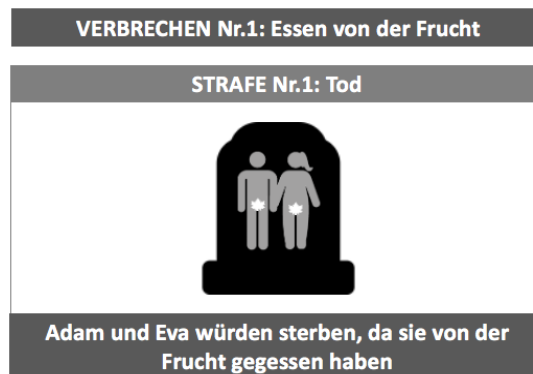 VERBRECHEN Nr.1: Essen von der Frucht
STRAFE Nr.1: Tod
Adam und Eva würden sterben, da sie von der
Frucht gegessen haben